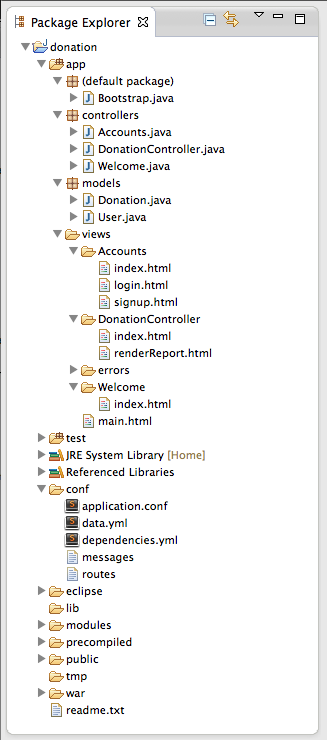 Package Explorer
donation
app
(default package)
Bootstrap.java
controllers
Accounts.java
DonationController.java
Welcome.java
models
Donation.java
User.java
views
Accounts
index.html
login.html
signup.html
DonationController
index.html
renderReport.html
errors
Welcome
index.html
main.html
test
JRE System Library [Home]
Referenced Libraries
conf
application.conf
data.yml
dependencies.yml
messages
routes
eclipse
lib
modules
precompiled
public
tmp
war
readme.txt